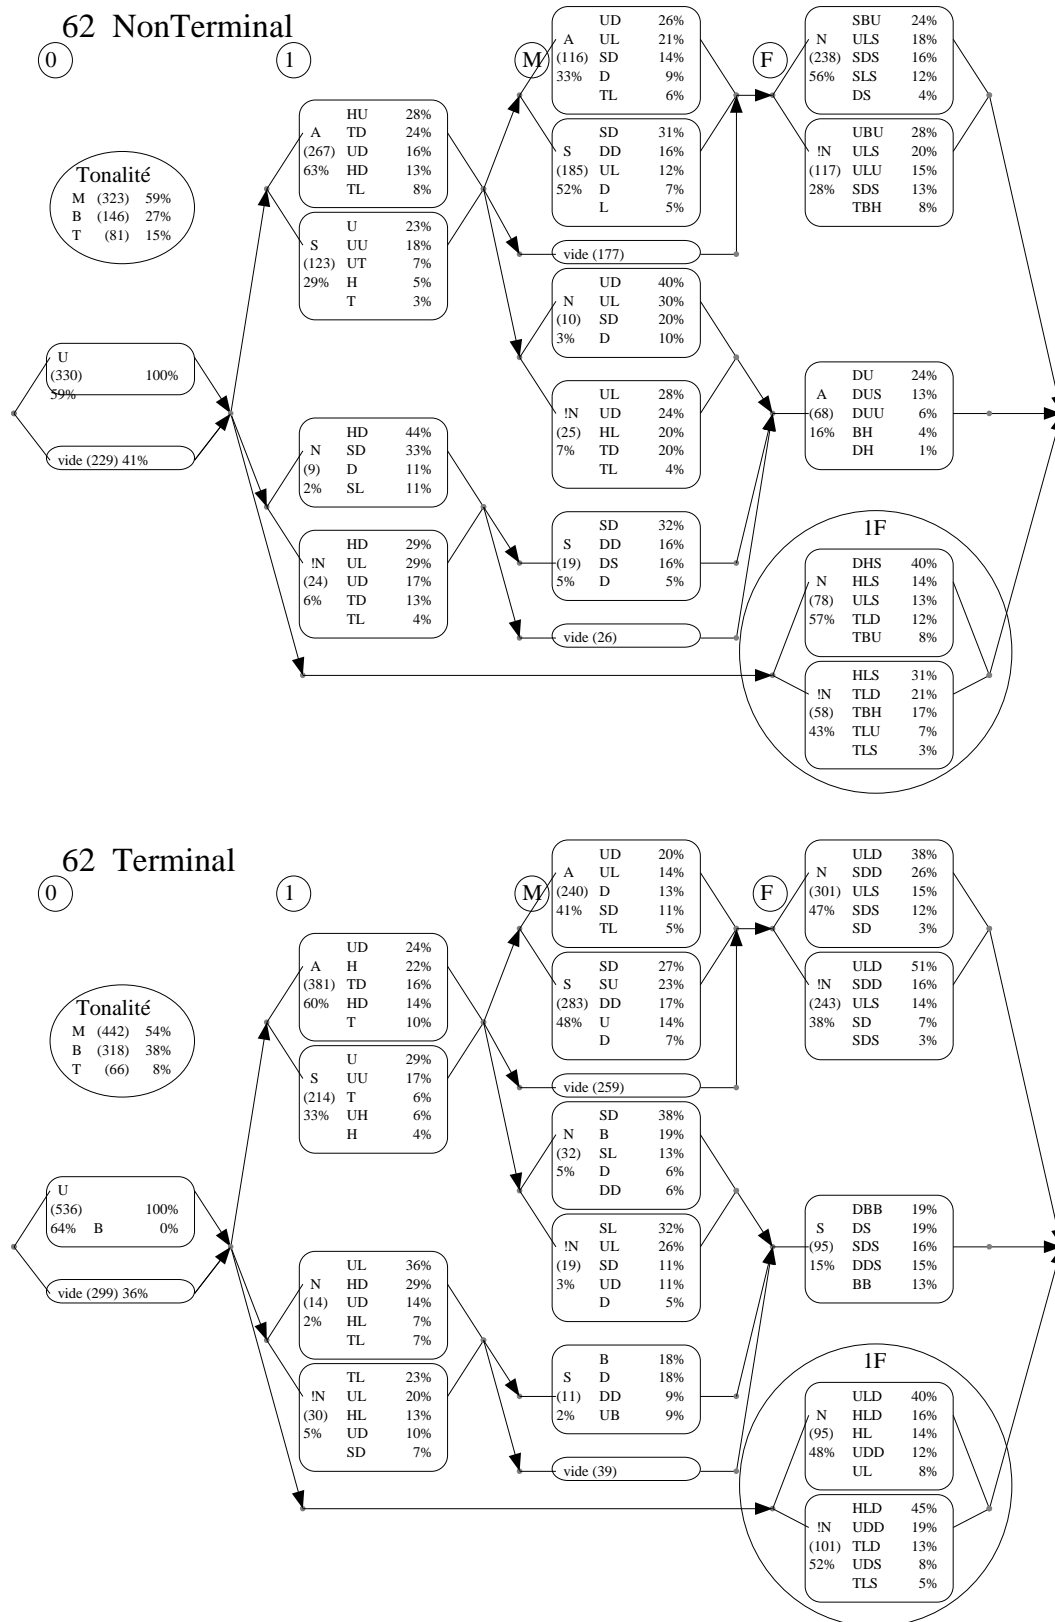 62 NonTerminal
0
1
M
F
Tonalité
M (323) 59%
B (146) 27%
T (81) 15%
U
(330) 100%
59%
vide (229) 41%
HU 28%
A TD 24%
(267) UD 16%
63% HD 13%
TL 8%
U 23%
S UU 18%
(123) UT 7%
29% H 5%
T 3%
HD 44%
N SD 33%
(9) D 11%
2% SL 11%
HD 29%
!N UL 29%
(24) UD 17%
6% TD 13%
TL 4%
UD 26%
A UL 21%
(116) SD 14%
33% D 9%
TL 6%
SD 31%
S DD 16%
(185) UL 12%
52% D 7%
L 5%
vide (177)
UD 40%
N UL 30%
(10) SD 20%
3% D 10%
UL 28%
!N UD 24%
(25) HL 20%
7% TD 20%
TL 4%
SD 32%
S DD 16%
(19) DS 16%
5% D 5%
vide (26)
SBU 24%
N ULS 18%
(238) SDS 16%
56% SLS 12%
DS 4%
UBU 28%
!N ULS 20%
(117) ULU 15%
28% SDS 13%
TBH 8%
DU 24%
A DUS 13%
(68) DUU 6%
16% BH 4%
DH 1%
1F
DHS 40%
N HLS 14%
(78) ULS 13%
57% TLD 12%
TBU 8%
HLS 31%
!N TLD 21%
(58) TBH 17%
43% TLU 7%
TLS 3%
62 Terminal
0
1
M
F
Tonalité
M (442) 54%
B (318) 38%
T (66) 8%
U
(536) 100%
64% B 0%
vide (299) 36%
UD 24%
A H 22%
(381) TD 16%
60% HD 14%
T 10%
U 29%
S UU 17%
(214) T 6%
33% UH 6%
H 4%
UL 36%
N HD 29%
(14) UD 14%
2% HL 7%
TL 7%
TL 23%
!N UL 20%
(30) HL 13%
5% UD 10%
SD 7%
UD 20%
A UL 14%
(240) D 13%
41% SD 11%
TL 5%
SD 27%
S SU 23%
(283) DD 17%
48% U 14%
D 7%
vide (259)
SD 38%
N B 19%
(32) SL 13%
5% D 6%
DD 6%
SL 32%
!N UL 26%
(19) SD 11%
3% UD 11%
D 5%
B 18%
S D 18%
(11) DD 9%
2% UB 9%
vide (39)
ULD 38%
N SDD 26%
(301) ULS 15%
47% SDS 12%
SD 3%
ULD 51%
!N SDD 16%
(243) ULS 14%
38% SD 7%
SDS 3%
DBB 19%
S DS 19%
(95) SDS 16%
15% DDS 15%
BB 13%
1F
ULD 40%
N HLD 16%
(95) HL 14%
48% UDD 12%
UL 8%
HLD 45%
!N UDD 19%
(101) TLD 13%
52% UDS 8%
TLS 5%